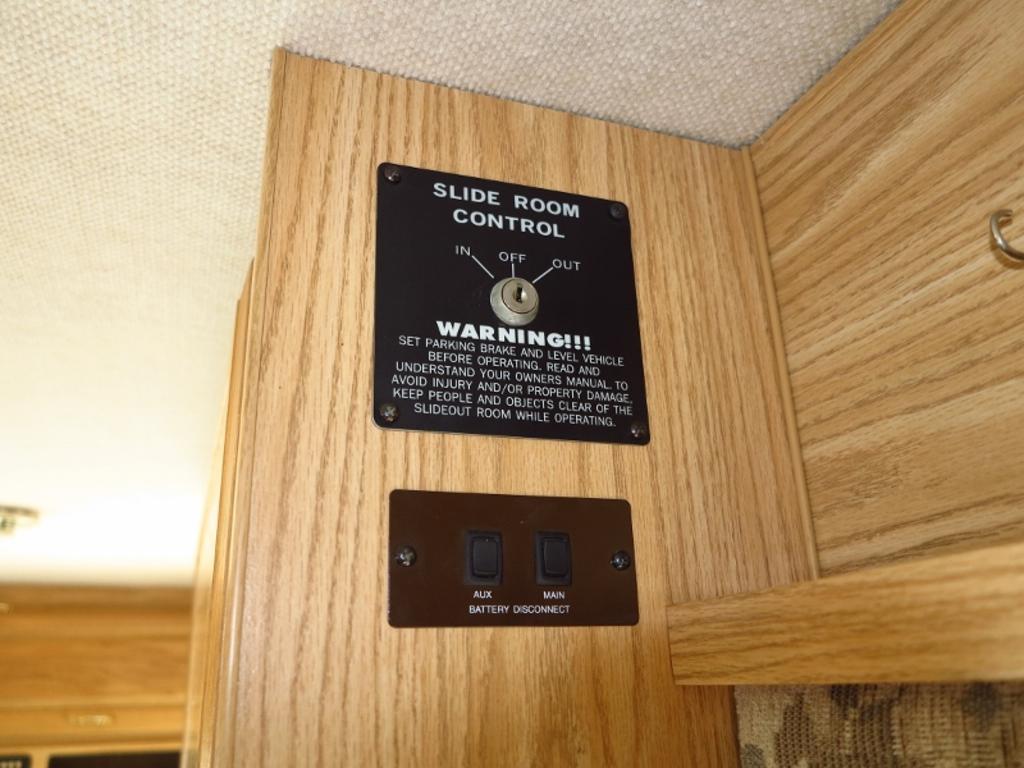 SLIDE ROOM
CONTROL
IN OFF OUT
WARNING!!!
SET PARKING BRAKE AND LEVEL VEHICLE
BEFORE OPERATING. READ AND
UNDERSTAND YOUR OWNERS MANUAL. TO
AVOID INJURY AND/OR PROPERTY DAMAGE,
KEEP PEOPLE AND OBJECTS CLEAR OF THE
SLIDEOUT ROOM WHILE OPERATING.
AUX MAIN
BATTERY DISCONNECT